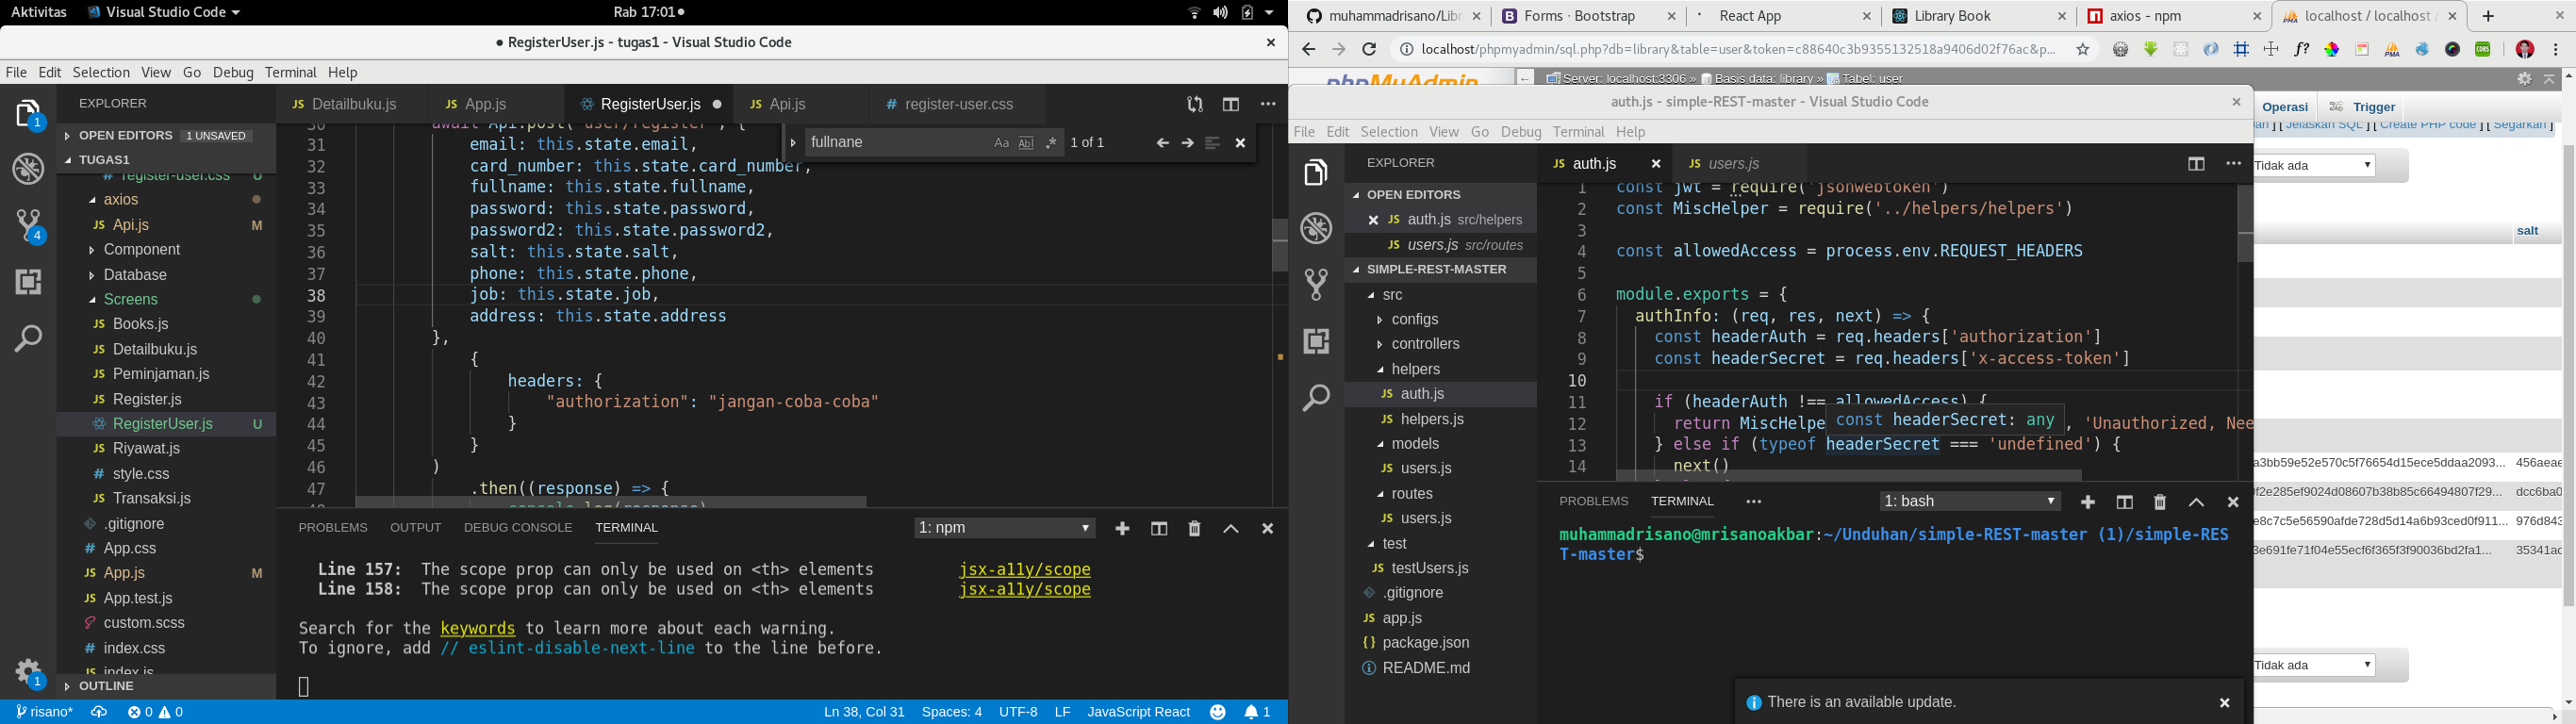 Aktivitas
Visual Studio Code
Rab 17:01
RegisterUser.js - tugas1 - Visual Studio Code
File Edit Selection View Go Debug Terminal Help
EXPLORER
OPEN EDITORS 1 UNSAVED
TUGAS1
register-user.css U
axios
Api.js M
Component
Database
Screens
Books.js
Detailbuku.js
Peminjaman.js
Register.js
RegisterUser.js U
Riyawat.js
style.css
Transaksi.js
.gitignore
App.css
App.js M
App.test.js
custom.scss
index.css
index.js
OUTLINE
1
4
1
Detailbuku.js App.js RegisterUser.js Api.js register-user.css
fullnane Aa Abl .* 1 of 1
30 await Api.post('user/register', {
31 email: this.state.email,
32 card_number: this.state.card_number,
33 fullname: this.state.fullname,
34 password: this.state.password,
35 password2: this.state.password2,
36 salt: this.state.salt,
37 phone: this.state.phone,
38 job: this.state.job,
39 address: this.state.address
40 },
41 {
42 headers: {
43 "authorization": "jangan-coba-coba"
44 }
45 }
46 )
47 .then((response) => {
48 console.log(response)
PROBLEMS OUTPUT DEBUG CONSOLE TERMINAL 1: npm
Line 157: The scope prop can only be used on <th> elements jsx-a11y/scope
Line 158: The scope prop can only be used on <th> elements jsx-a11y/scope
Search for the keywords to learn more about each warning.
To ignore, add // eslint-disable-next-line to the line before.
risano* 0 0 Ln 38, Col 31 Spaces: 4 UTF-8 LF JavaScript React 1
muhammadrisano/Libr Forms · Bootstrap React App Library Book axios - npm localhost / localhost /
localhost/phpmyadmin/sql.php?db=library&table=user&token=c88640c3b9355132518a9406d02f76ac&p...
phpMyAdmin
Server: localhost:3306 » Basis data: library » Tabel: user
Operasi Trigger
] [ Jelaskan SQL ] [ Create PHP code ] [ Segarkan ]
Tidak ada
salt
a3bb59e52e570c5f76654d15ece5ddaa2093... 456aeae
f2e285ef9024d08607b38b85c66494807f29... dcc6ba0
e8c7c5e56590afde728d5d14a6b93ced0f911... 976d843
3e691fe71f04e55ecf6f365f3f90036bd2fa1... 35341ac
Tidak ada
auth.js - simple-REST-master - Visual Studio Code
File Edit Selection View Go Debug Terminal Help
EXPLORER
OPEN EDITORS
auth.js src/helpers
users.js src/routes
SIMPLE-REST-MASTER
src
configs
controllers
helpers
auth.js
helpers.js
models
users.js
routes
users.js
test
testUsers.js
.gitignore
app.js
package.json
README.md
auth.js users.js
1 const jwt = require('jsonwebtoken')
2 const MiscHelper = require('../helpers/helpers')
3
4 const allowedAccess = process.env.REQUEST_HEADERS
5
6 module.exports = {
7 authInfo: (req, res, next) => {
8 const headerAuth = req.headers['authorization']
9 const headerSecret = req.headers['x-access-token']
10
11 if (headerAuth !== allowedAccess) {
const headerSecret: any
12 return MiscHelpe , 'Unauthorized, Nee
13 } else if (typeof headerSecret === 'undefined') {
14 next()
PROBLEMS TERMINAL 1: bash
muhammadrisano@mrisanoakbar:~/Unduhan/simple-REST-master (1)/simple-RES
T-master$
There is an available update.